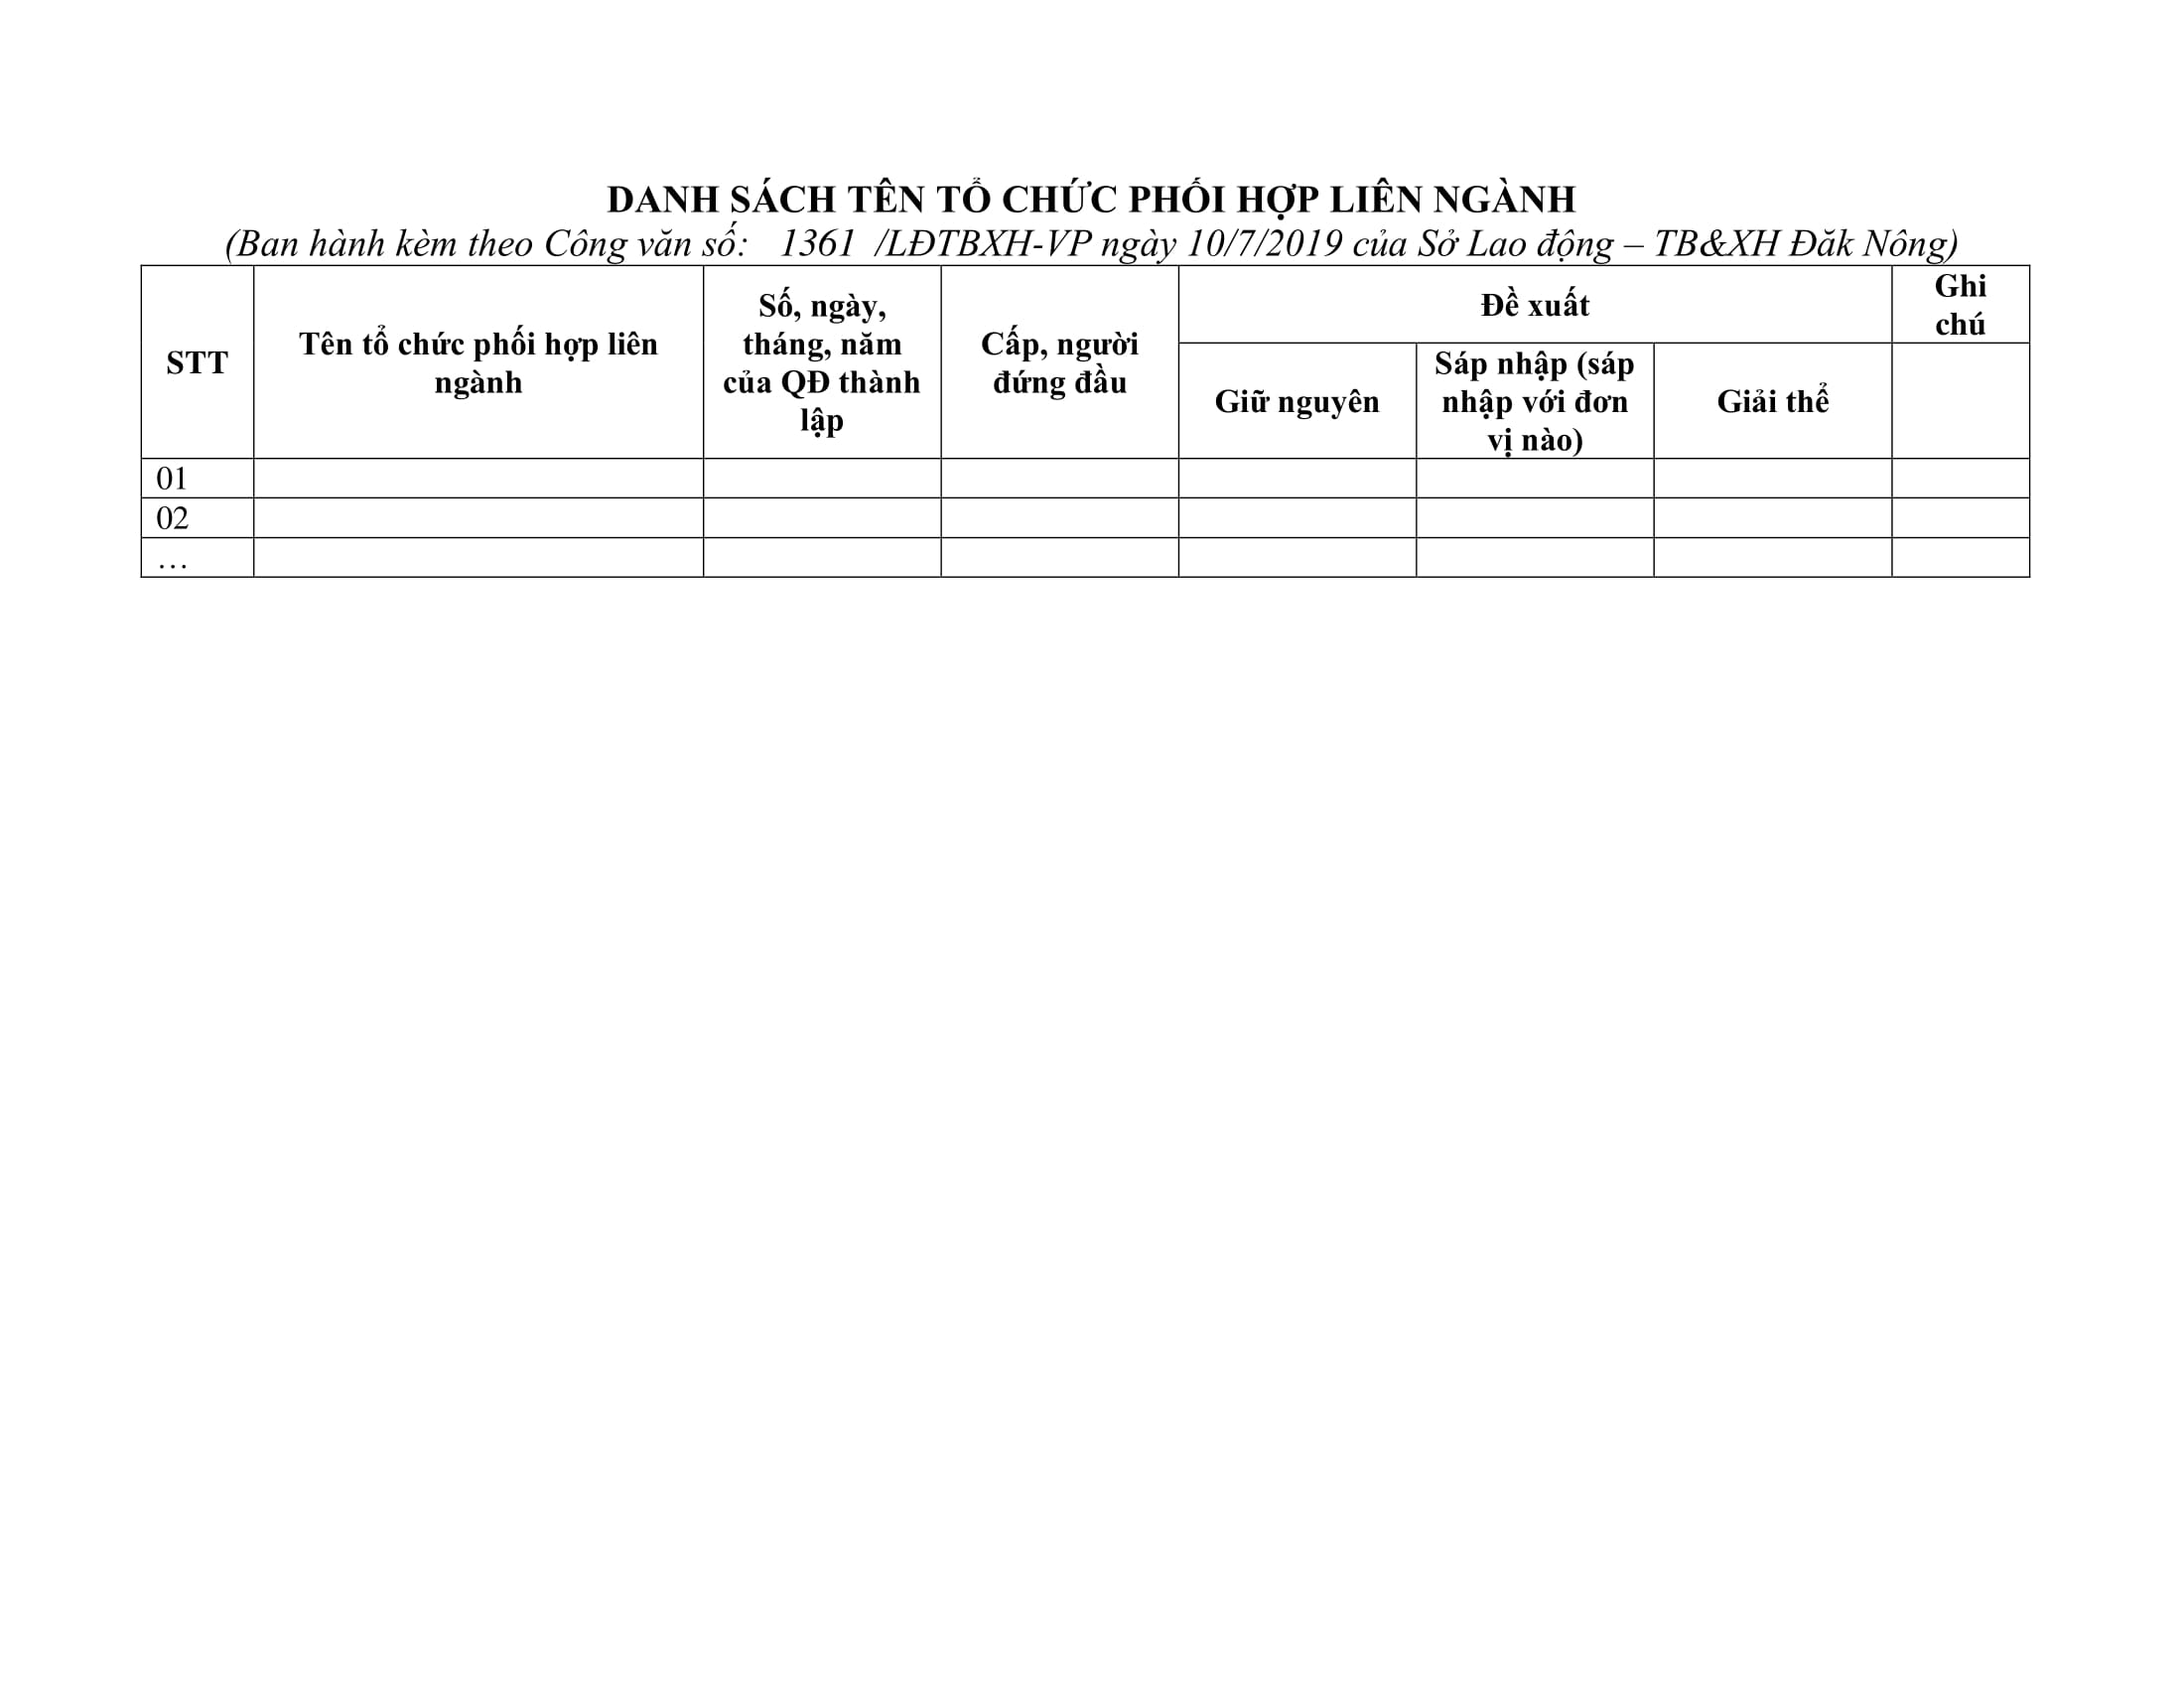 DANH SÁCH TÊN TỔ CHỨC PHỐI HỢP LIÊN NGÀNH
(Ban hành kèm theo Công văn số: 1361 /LĐTBXH-VP ngày 10/7/2019 của Sở Lao động – TB&XH Đăk Nông)
STT
Tên tổ chức phối hợp liên
ngành
Số, ngày,
tháng, năm
của QĐ thành
lập
Cấp, người
đứng đầu
Đề xuất
Ghi
chú
Giữ nguyên
Sáp nhập (sáp
nhập với đơn
vị nào)
Giải thể
01
02
…